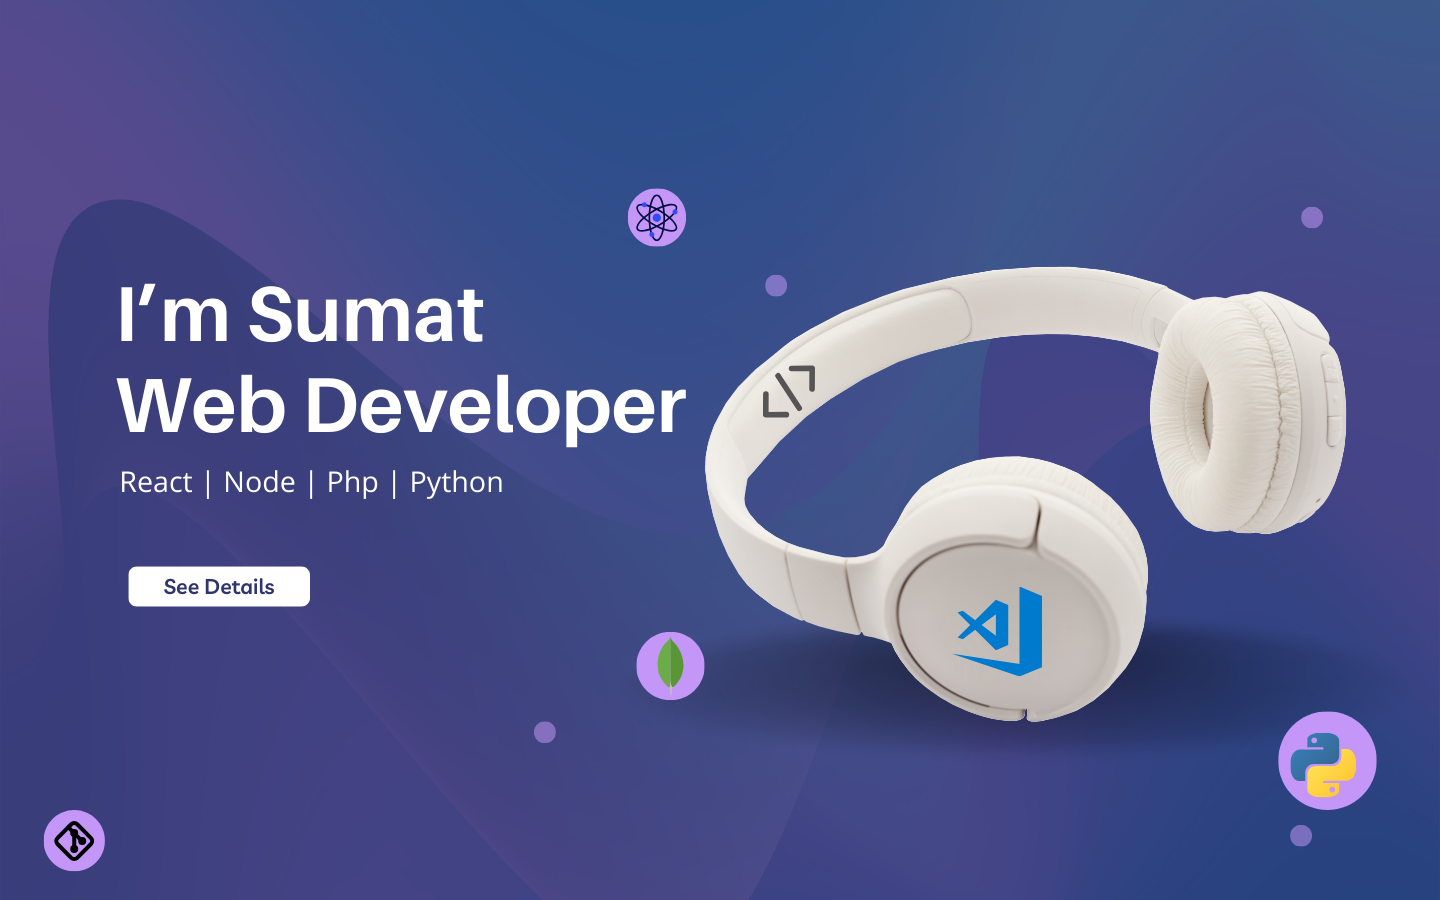 I’m Sumat
Web Developer
React | Node | Php | Python
See Details